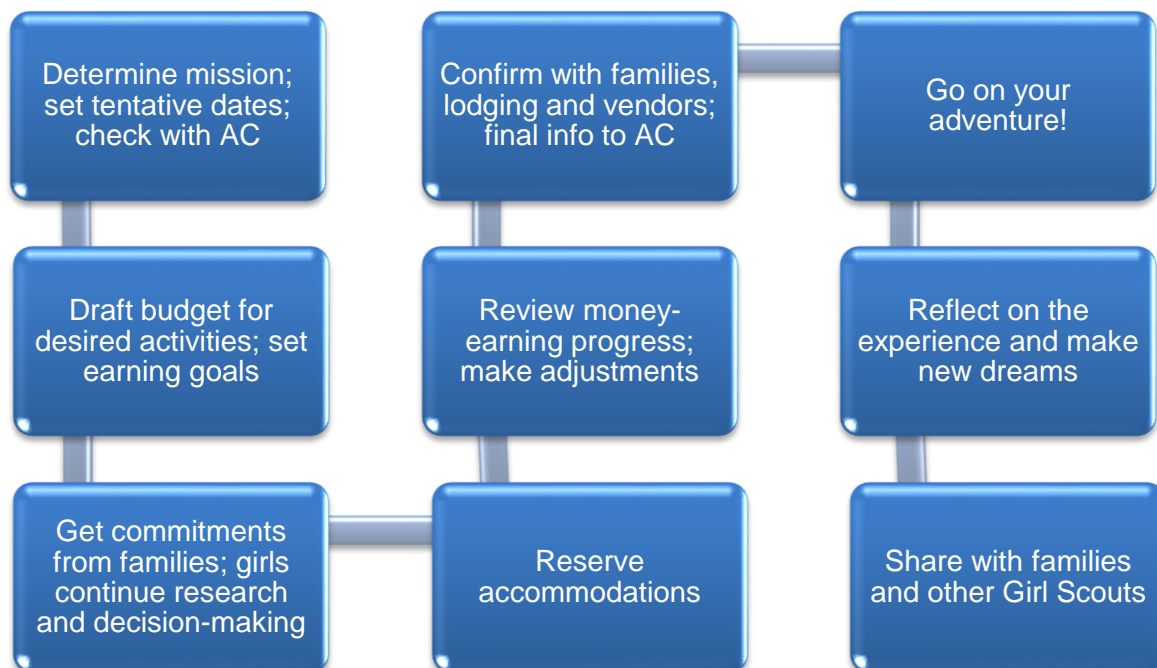 Determine mission;
set tentative dates;
check with AC
Draft budget for
desired activities; set
earning goals
Get commitments
from families; girls
continue research
and decision-making
Reserve
accommodations
Review money-
earning progress;
make adjustments
Confirm with families,
lodging and vendors;
final info to AC
Go on your
adventure!
Reflect on the
experience and make
new dreams
Share with families
and other Girl Scouts